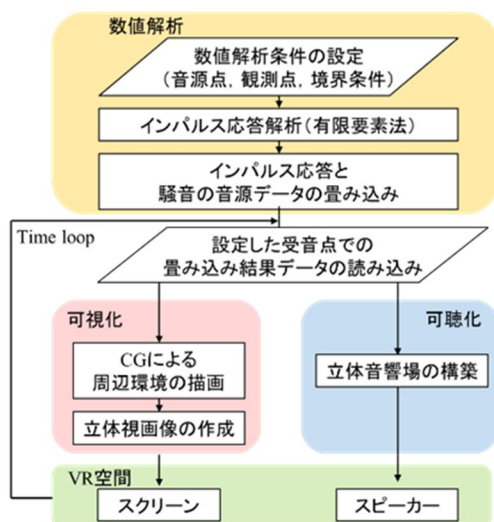 数値解析
数値解析条件の設定
(音源点，観測点，境界条件)
インパルス応答解析(有限要素法)
インパルス応答と
騒音の音源データの畳み込み
Time loop
設定した受音点での
畳み込み結果データの読み込み
可視化
CGによる
周辺環境の描画
立体視画像の作成
可聴化
立体音響場の構築
VR空間
スクリーン
スピーカー